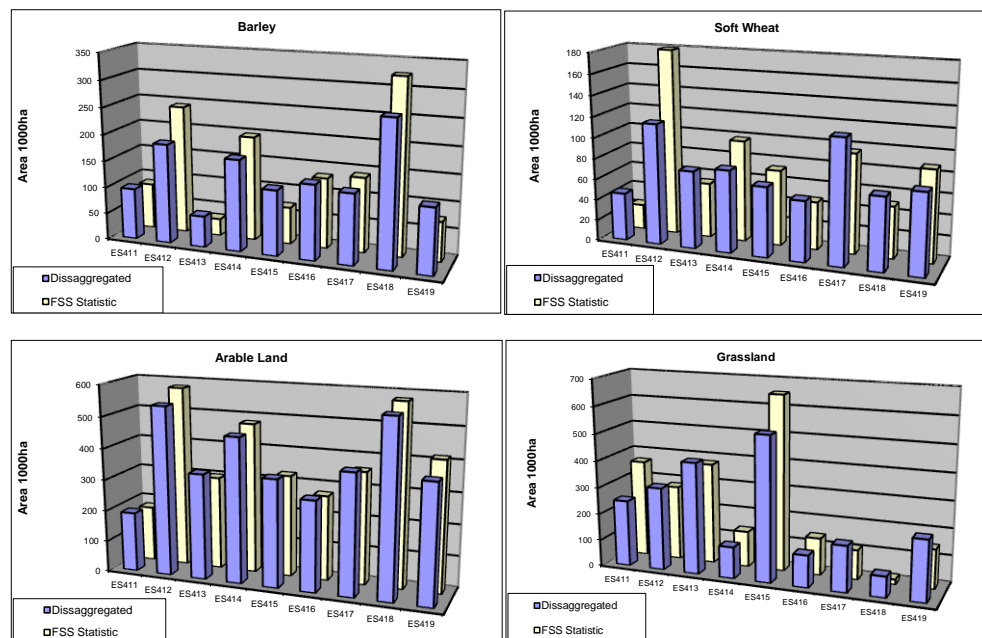 Barley
Area 1000ha
350
300
250
200
150
100
50
0
ES411 ES412 ES413 ES414 ES415 ES416 ES417 ES418 ES419
Dissaggregated
FSS Statistic
Soft Wheat
Area 1000ha
180
160
140
120
100
80
60
40
20
0
ES411 ES412 ES413 ES414 ES415 ES416 ES417 ES418 ES419
Dissaggregated
FSS Statistic
Arable Land
Area 1000ha
600
500
400
300
200
100
0
ES411 ES412 ES413 ES414 ES415 ES416 ES417 ES418 ES419
Dissaggregated
FSS Statistic
Grassland
Area 1000ha
700
600
500
400
300
200
100
0
ES411 ES412 ES413 ES414 ES415 ES416 ES417 ES418 ES419
Dissaggregated
FSS Statistic